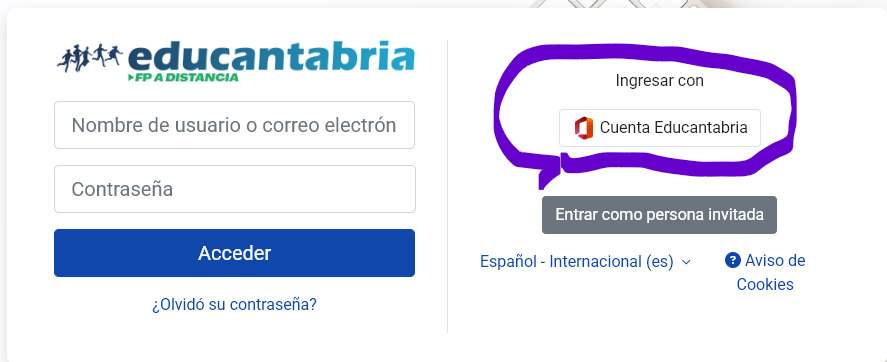 educantabria
FP A DISTANCIA
Nombre de usuario o correo electrón
Contraseña
Acceder
¿Olvidó su contraseña?
Ingresar con
Cuenta Educantabria
Entrar como persona invitada
Español - Internacional (es)
? Aviso de
Cookies